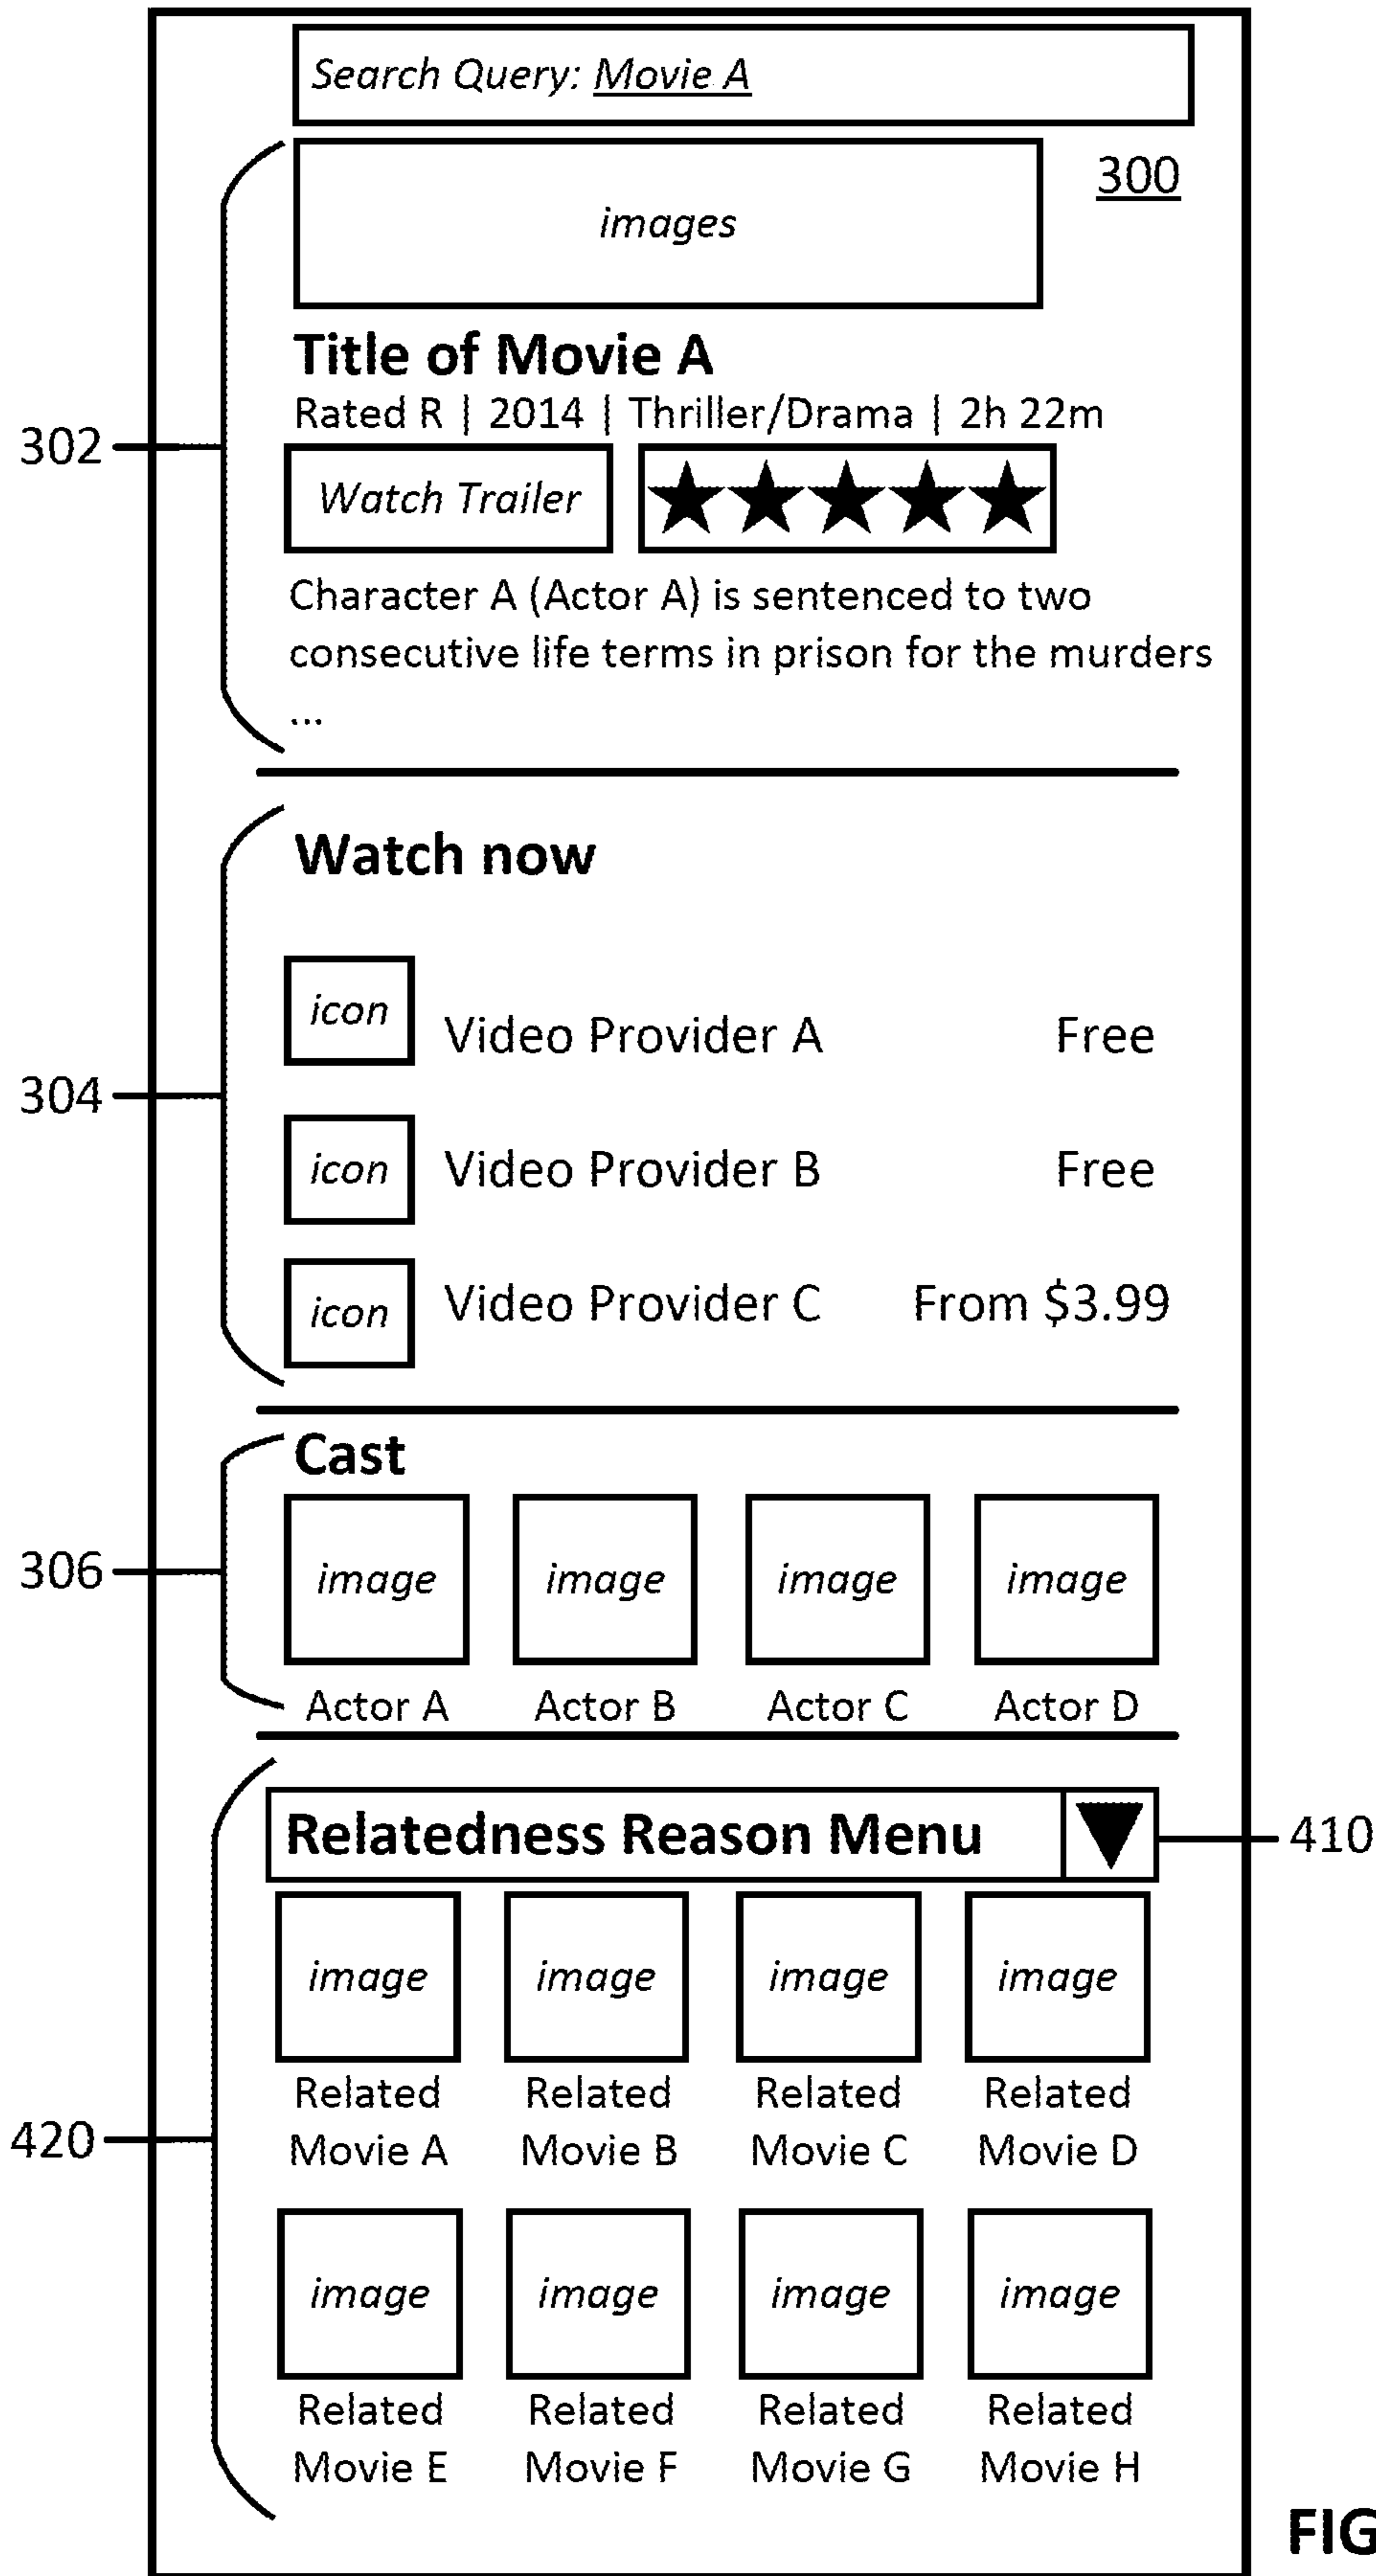 Search Query: Movie A
300
images
Title of Movie A
Rated R | 2014 | Thriller/Drama | 2h 22m
302
Watch Trailer
Character A (Actor A) is sentenced to two
consecutive life terms in prison for the murders
...
Watch now
icon
Video Provider A Free
304
icon Video Provider B Free
icon Video Provider C From $3.99
Cast
306
image image image image
Actor A Actor B Actor C Actor D
Relatedness Reason Menu
410
image image image image
Related Related Related Related
Movie A Movie B Movie C Movie D
420
image image image image
Related Related Related Related
Movie E Movie F Movie G Movie H
FIG